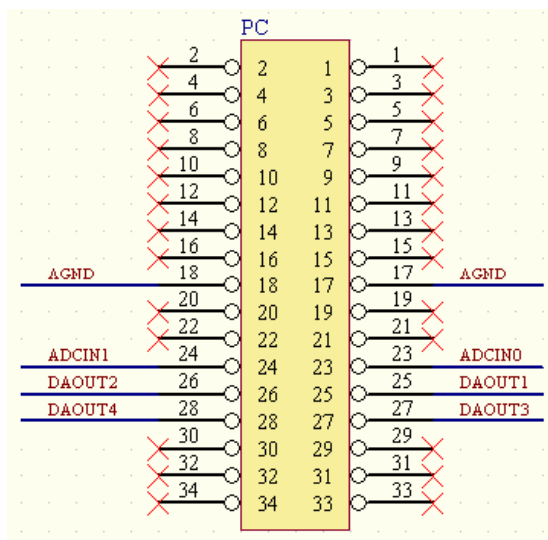 PC
2 2 1 1
4 4 3 3
6 6 5 5
8 8 7 7
10 10 9 9
12 12 11 11
14 14 13 13
16 16 15 15
AGND 18 18 17 17 AGND
20 20 19 19
22 22 21 21
ADCIN1 24 24 23 23 ADCIN0
DAOUT2 26 26 25 25 DAOUT1
DAOUT4 28 28 27 27 DAOUT3
30 30 29 29
32 32 31 31
34 34 33 33